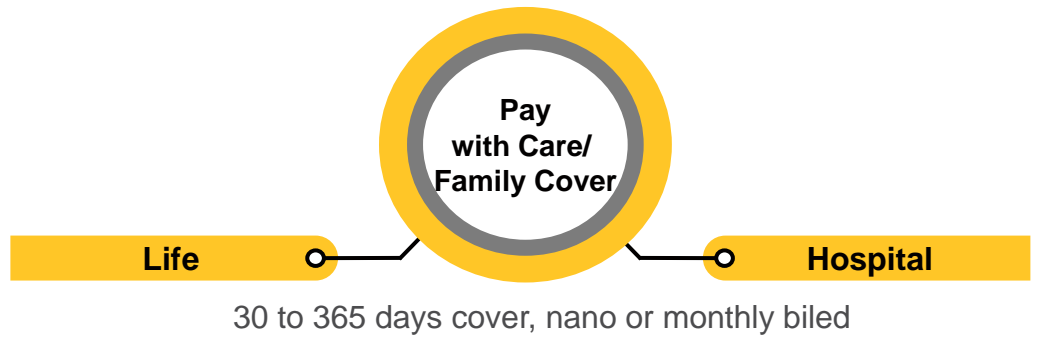 Pay
with Care/
Family Cover
Life
Hospital
30 to 365 days cover, nano or monthly biled